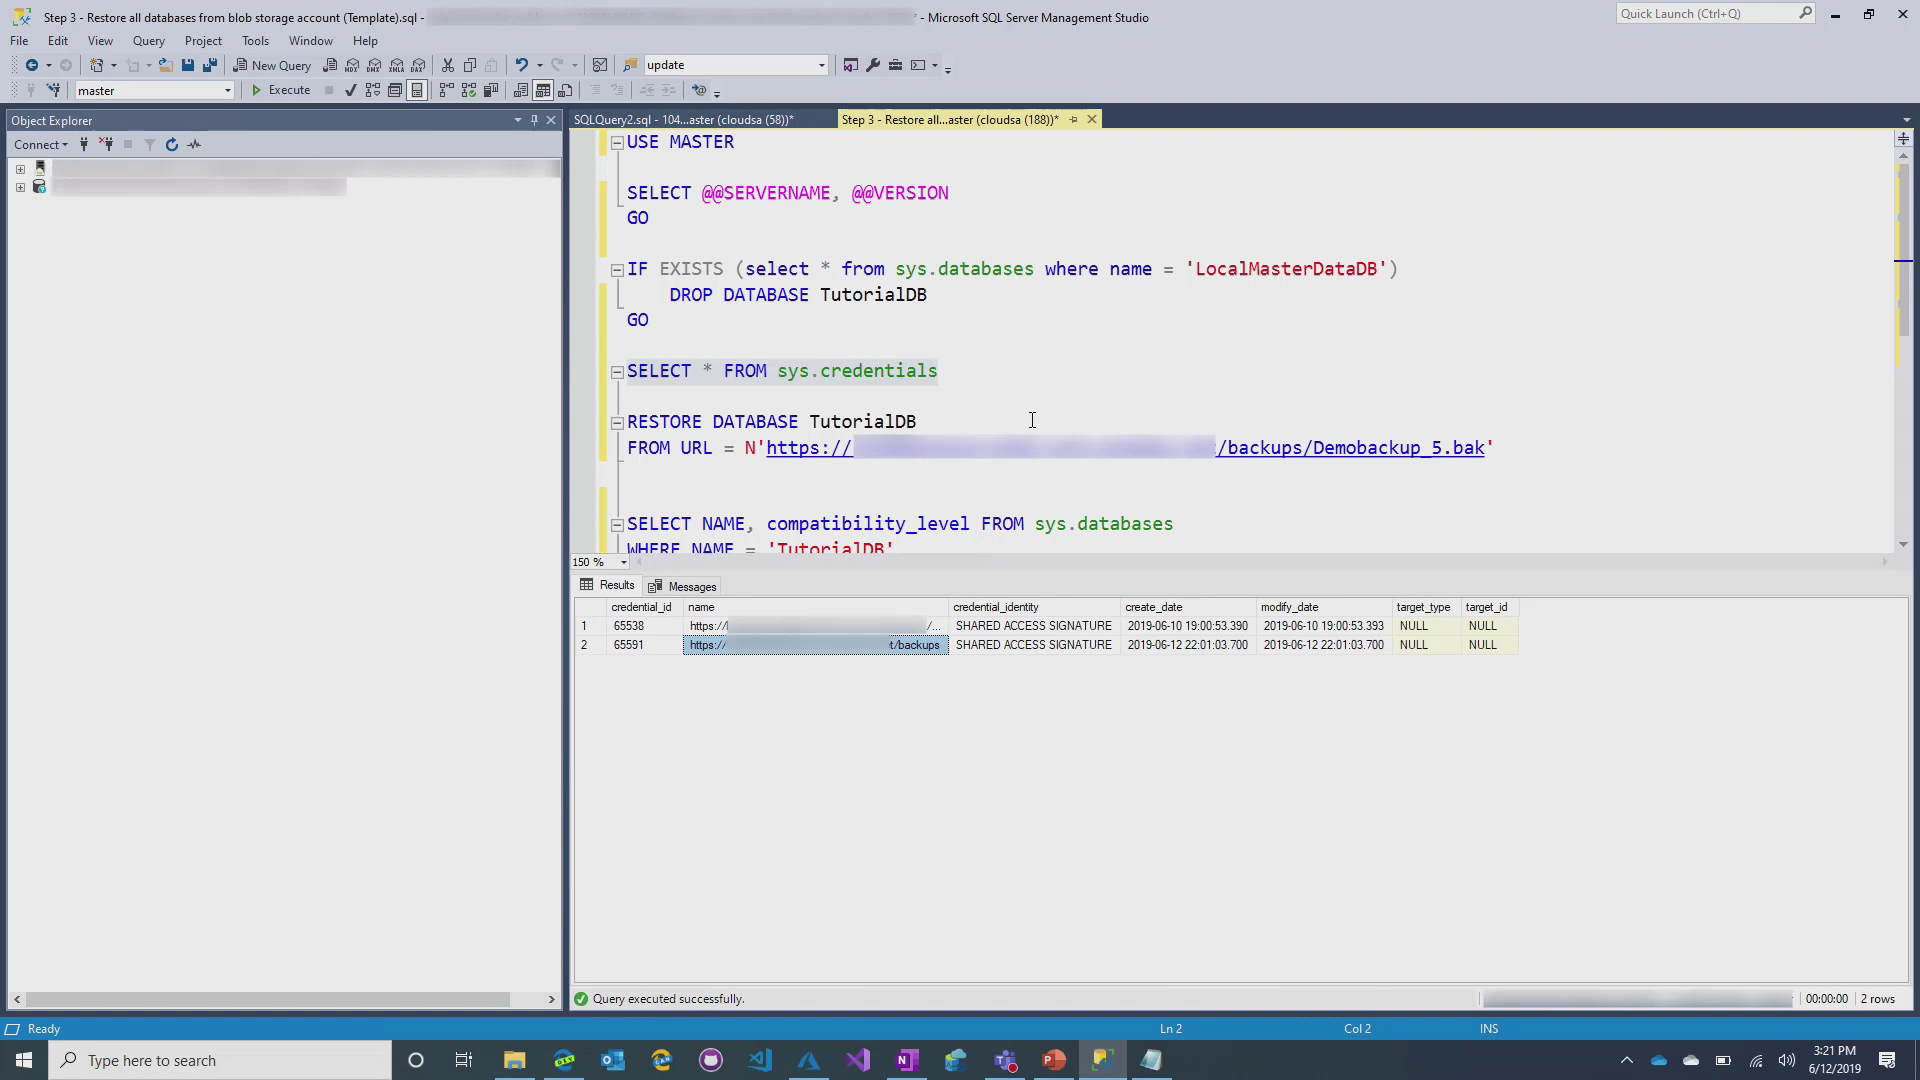 Step 3 - Restore all databases from blob storage account (Template).sql -
- Microsoft SQL Server Management Studio
Quick Launch (Ctrl+Q)
File Edit View Query Project Tools Window Help
New Query
update
master
Execute
Object Explorer
Connect
SQLQuery2.sql - 104...aster (cloudsa (58))*
Step 3 - Restore all...aster (cloudsa (188))*
USE MASTER
SELECT @@SERVERNAME, @@VERSION
GO
IF EXISTS (select * from sys.databases where name = 'LocalMasterDataDB')
DROP DATABASE TutorialDB
GO
SELECT * FROM sys.credentials
RESTORE DATABASE TutorialDB
FROM URL = N'https:// /backups/Demobackup_5.bak'
SELECT NAME, compatibility_level FROM sys.databases
WHERE NAME = 'TutorialDB'
150 %
Results Messages
credential_id name credential_identity create_date modify_date target_type target_id
1 65538 https:// /... SHARED ACCESS SIGNATURE 2019-06-10 19:00:53.390 2019-06-10 19:00:53.393 NULL NULL
2 65591 https:// t/backups SHARED ACCESS SIGNATURE 2019-06-12 22:01:03.700 2019-06-12 22:01:03.700 NULL NULL
Query executed successfully.
00:00:00 2 rows
Ready
Ln 2 Col 2 INS
Type here to search
3:21 PM
6/12/2019